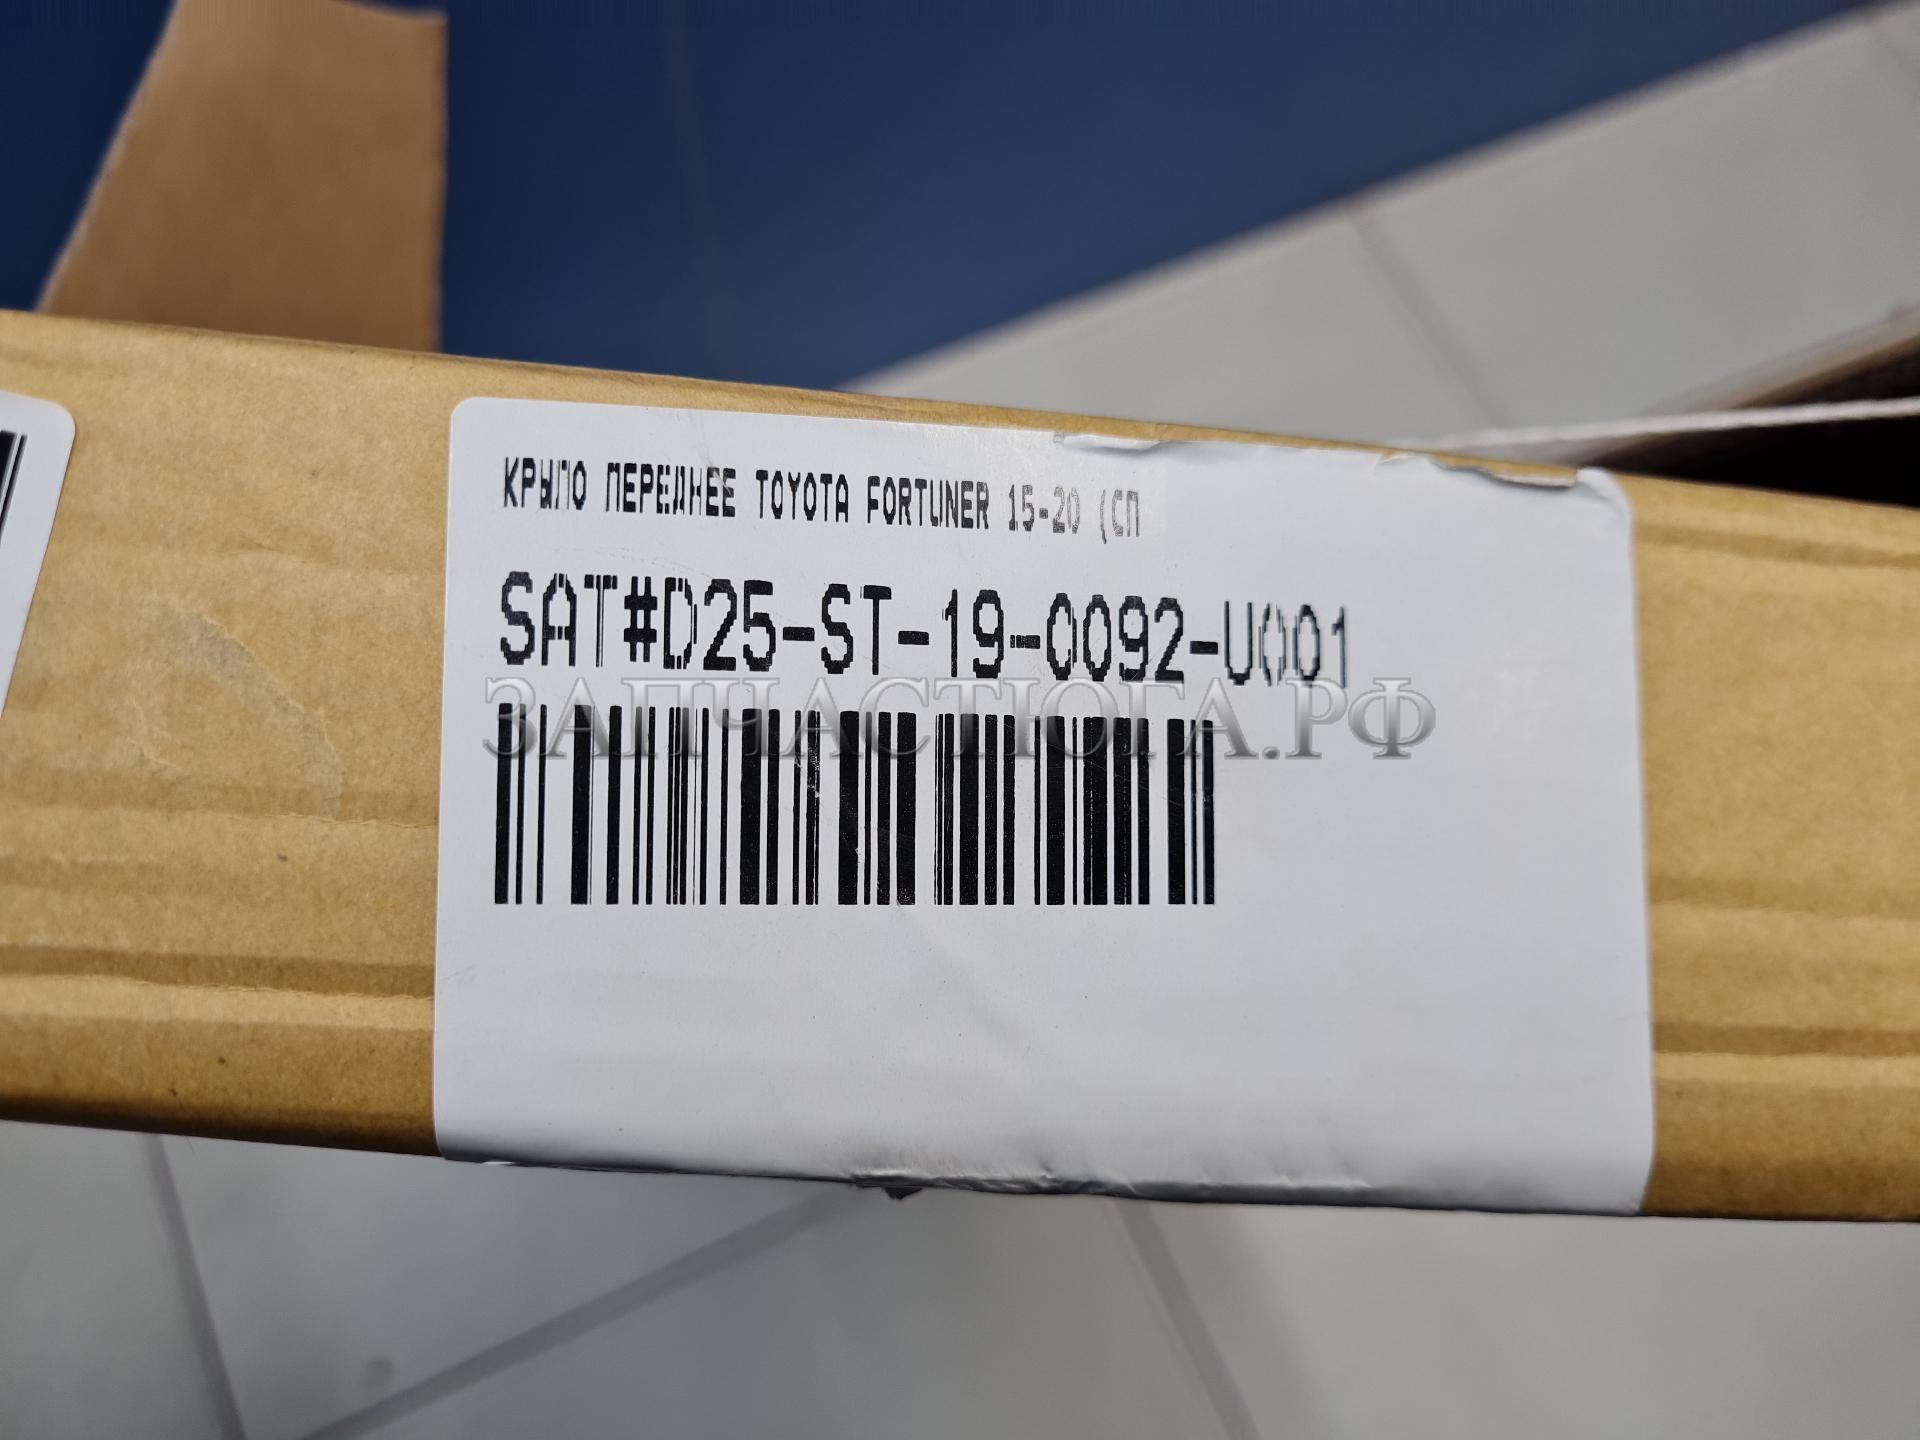 КРЫЛО ПЕРЕДНЕЕ TOYOTA FORTUNER 15-20 (СП
SAT#D25-ST-19-0092-U001
ЗАПЧАСТЮГА.РФ